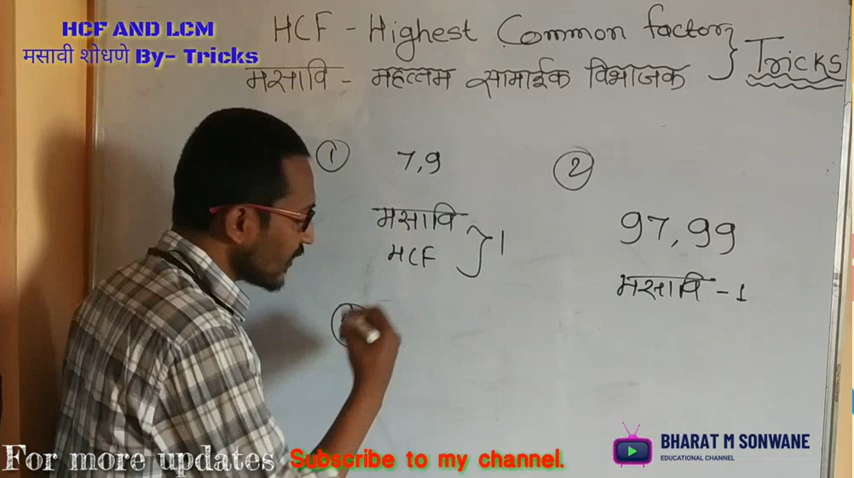 HCF AND LCM
मसावी शोधणे By- Tricks
HCF - Highest Common factor
मसावि - महत्तम सामाईक विभाजक
} Tricks
① 7,9
मसावि
HCF } 1
② 97,99
मसावि - 1
BHARAT M SONWANE
EDUCATIONAL CHANNEL
For more updates Subscribe to my channel.